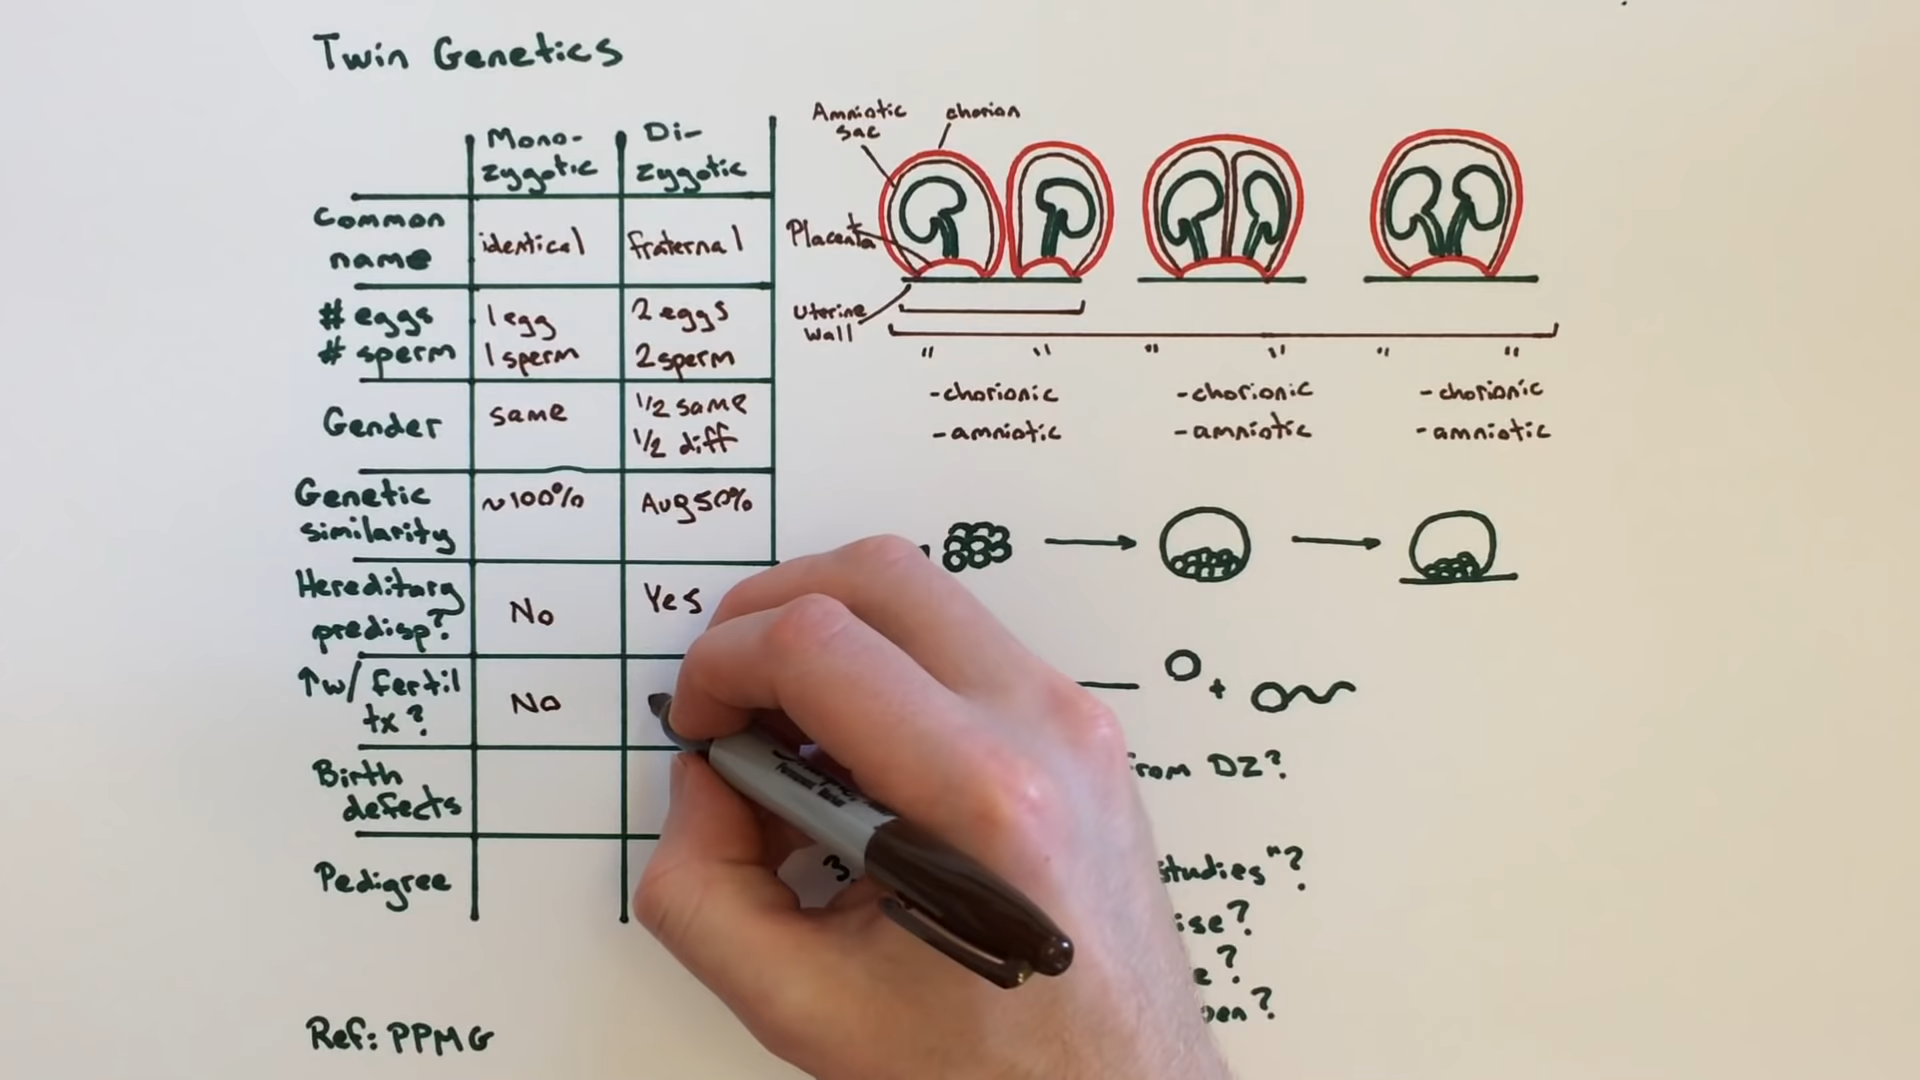 Twin Genetics
Mono-
zygotic
Di-
zygotic
Common
name
identical
fraternal
# eggs
# sperm
1 egg
1 sperm
2 eggs
2 sperm
Gender
same
1/2 same
1/2 diff
Genetic
similarity
~100%
Avg 50%
Hereditary
predisp?
No
Yes
↑w/ fertil
tx?
No
Birth
defects
Pedigree
Ref: PPMG
Amniotic
sac
chorion
Placenta
Uterine
wall
" " " " " "
-chorionic
-amniotic
-chorionic
-amniotic
-chorionic
-amniotic
+
from DZ?
3.
studies"?